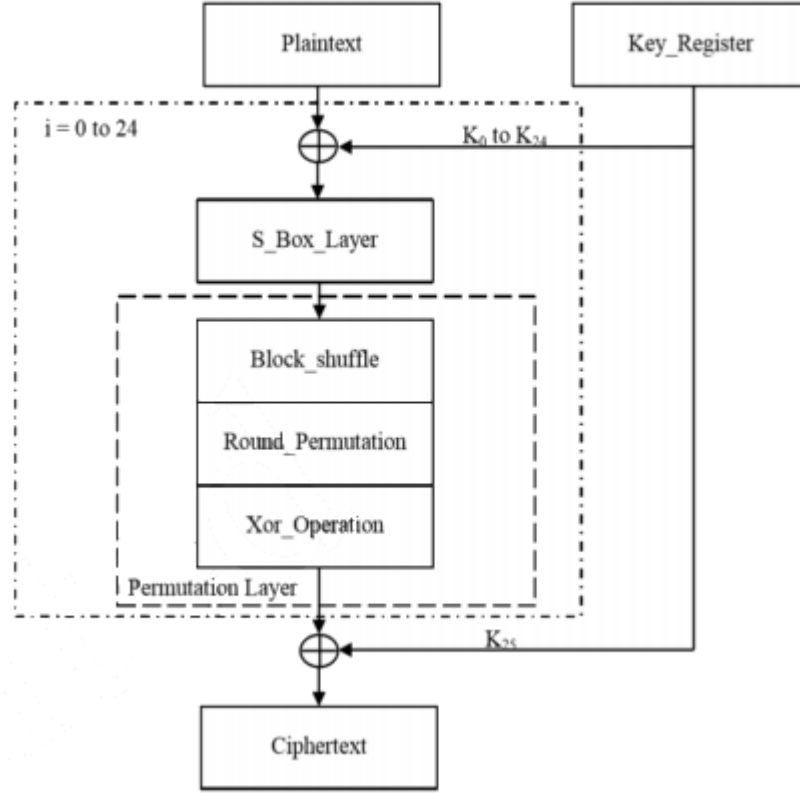 Plaintext
Key_Register
i = 0 to 24
K₀ to K₂₄
S_Box_Layer
Block_shuffle
Round_Permutation
Xor_Operation
Permutation Layer
K₂₅
Ciphertext